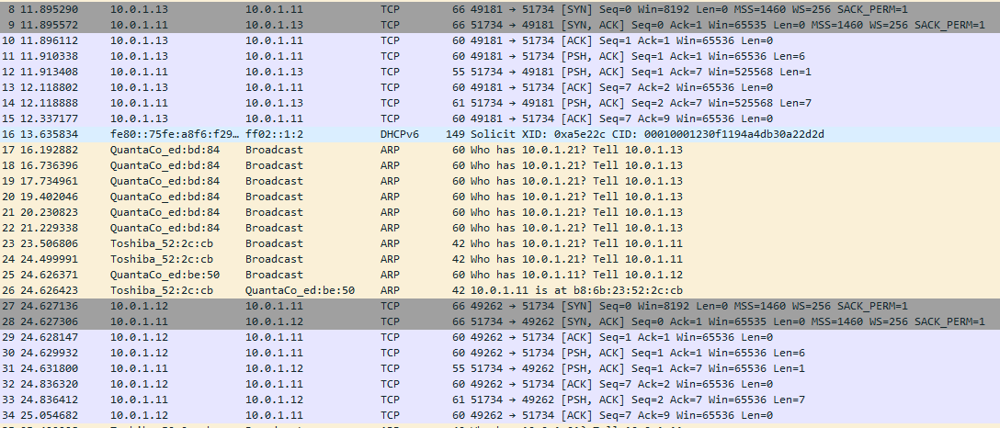 8 11.895290 10.0.1.13 10.0.1.11 TCP 66 49181 → 51734 [SYN] Seq=0 Win=8192 Len=0 MSS=1460 WS=256 SACK_PERM=1
9 11.895572 10.0.1.11 10.0.1.13 TCP 66 51734 → 49181 [SYN, ACK] Seq=0 Ack=1 Win=65535 Len=0 MSS=1460 WS=256 SACK_PERM=1
10 11.896112 10.0.1.13 10.0.1.11 TCP 60 49181 → 51734 [ACK] Seq=1 Ack=1 Win=65536 Len=0
11 11.910338 10.0.1.13 10.0.1.11 TCP 60 49181 → 51734 [PSH, ACK] Seq=1 Ack=1 Win=65536 Len=6
12 11.913408 10.0.1.11 10.0.1.13 TCP 55 51734 → 49181 [PSH, ACK] Seq=1 Ack=7 Win=525568 Len=1
13 12.118802 10.0.1.13 10.0.1.11 TCP 60 49181 → 51734 [ACK] Seq=7 Ack=2 Win=65536 Len=0
14 12.118888 10.0.1.11 10.0.1.13 TCP 61 51734 → 49181 [PSH, ACK] Seq=2 Ack=7 Win=525568 Len=7
15 12.337177 10.0.1.13 10.0.1.11 TCP 60 49181 → 51734 [ACK] Seq=7 Ack=9 Win=65536 Len=0
16 13.635834 fe80::75fe:a8f6:f29… ff02::1:2 DHCPv6 149 Solicit XID: 0xa5e22c CID: 00010001230f1194a4db30a22d2d
17 16.192882 QuantaCo_ed:bd:84 Broadcast ARP 60 Who has 10.0.1.21? Tell 10.0.1.13
18 16.736396 QuantaCo_ed:bd:84 Broadcast ARP 60 Who has 10.0.1.21? Tell 10.0.1.13
19 17.734961 QuantaCo_ed:bd:84 Broadcast ARP 60 Who has 10.0.1.21? Tell 10.0.1.13
20 19.402046 QuantaCo_ed:bd:84 Broadcast ARP 60 Who has 10.0.1.21? Tell 10.0.1.13
21 20.230823 QuantaCo_ed:bd:84 Broadcast ARP 60 Who has 10.0.1.21? Tell 10.0.1.13
22 21.229338 QuantaCo_ed:bd:84 Broadcast ARP 60 Who has 10.0.1.21? Tell 10.0.1.13
23 23.506806 Toshiba_52:2c:cb Broadcast ARP 42 Who has 10.0.1.21? Tell 10.0.1.11
24 24.499991 Toshiba_52:2c:cb Broadcast ARP 42 Who has 10.0.1.21? Tell 10.0.1.11
25 24.626371 QuantaCo_ed:be:50 Broadcast ARP 60 Who has 10.0.1.11? Tell 10.0.1.12
26 24.626423 Toshiba_52:2c:cb QuantaCo_ed:be:50 ARP 42 10.0.1.11 is at b8:6b:23:52:2c:cb
27 24.627136 10.0.1.12 10.0.1.11 TCP 66 49262 → 51734 [SYN] Seq=0 Win=8192 Len=0 MSS=1460 WS=256 SACK_PERM=1
28 24.627306 10.0.1.11 10.0.1.12 TCP 66 51734 → 49262 [SYN, ACK] Seq=0 Ack=1 Win=65535 Len=0 MSS=1460 WS=256 SACK_PERM=1
29 24.628147 10.0.1.12 10.0.1.11 TCP 60 49262 → 51734 [ACK] Seq=1 Ack=1 Win=65536 Len=0
30 24.629932 10.0.1.12 10.0.1.11 TCP 60 49262 → 51734 [PSH, ACK] Seq=1 Ack=1 Win=65536 Len=6
31 24.631800 10.0.1.11 10.0.1.12 TCP 55 51734 → 49262 [PSH, ACK] Seq=1 Ack=7 Win=65536 Len=1
32 24.836320 10.0.1.12 10.0.1.11 TCP 60 49262 → 51734 [ACK] Seq=7 Ack=2 Win=65536 Len=0
33 24.836412 10.0.1.11 10.0.1.12 TCP 61 51734 → 49262 [PSH, ACK] Seq=2 Ack=7 Win=65536 Len=7
34 25.054682 10.0.1.12 10.0.1.11 TCP 60 49262 → 51734 [ACK] Seq=7 Ack=9 Win=65536 Len=0